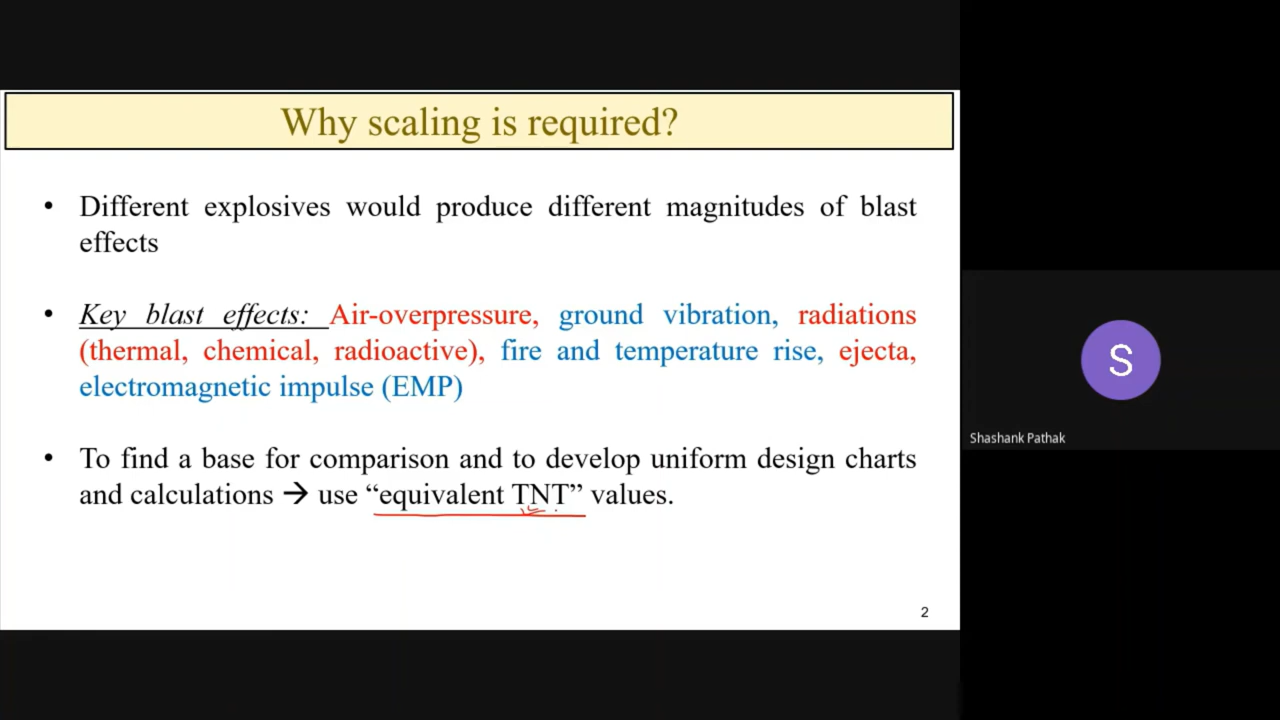 Why scaling is required?
• Different explosives would produce different magnitudes of blast
effects
• Key blast effects: Air-overpressure, ground vibration, radiations
(thermal, chemical, radioactive), fire and temperature rise, ejecta,
electromagnetic impulse (EMP)
• To find a base for comparison and to develop uniform design charts
and calculations → use “equivalent TNT” values.
2
S
Shashank Pathak